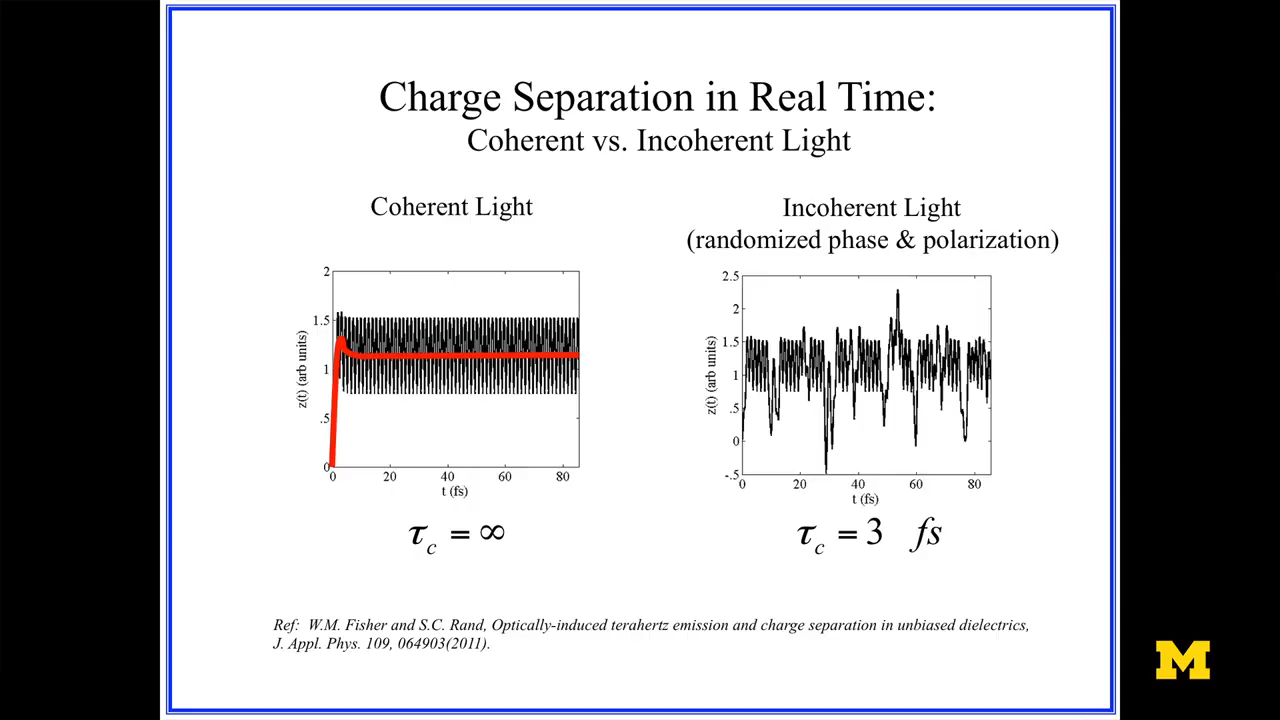 Charge Separation in Real Time:
Coherent vs. Incoherent Light
Coherent Light
2
1.5
1
.5
0
z(t) (arb units)
0 20 40 60 80
t (fs)
τc = ∞
Incoherent Light
(randomized phase & polarization)
2.5
2
1.5
1
.5
0
-.5
z(t) (arb units)
0 20 40 60 80
t (fs)
τc = 3 fs
Ref: W.M. Fisher and S.C. Rand, Optically-induced terahertz emission and charge separation in unbiased dielectrics,
J. Appl. Phys. 109, 064903(2011).
M